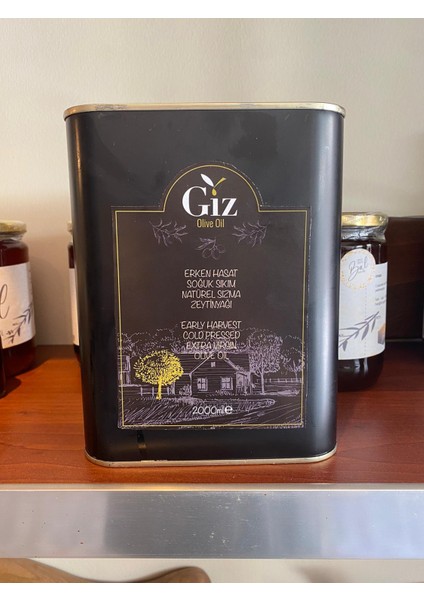 Giz
Olive Oil
ERKEN HASAT
SOĞUK SIKIM
NATÜREL SIZMA
ZEYTİNYAĞI
EARLY HARVEST
COLD PRESSED
EXTRA VIRGIN
OLIVE OIL
2000ml℮
Bal